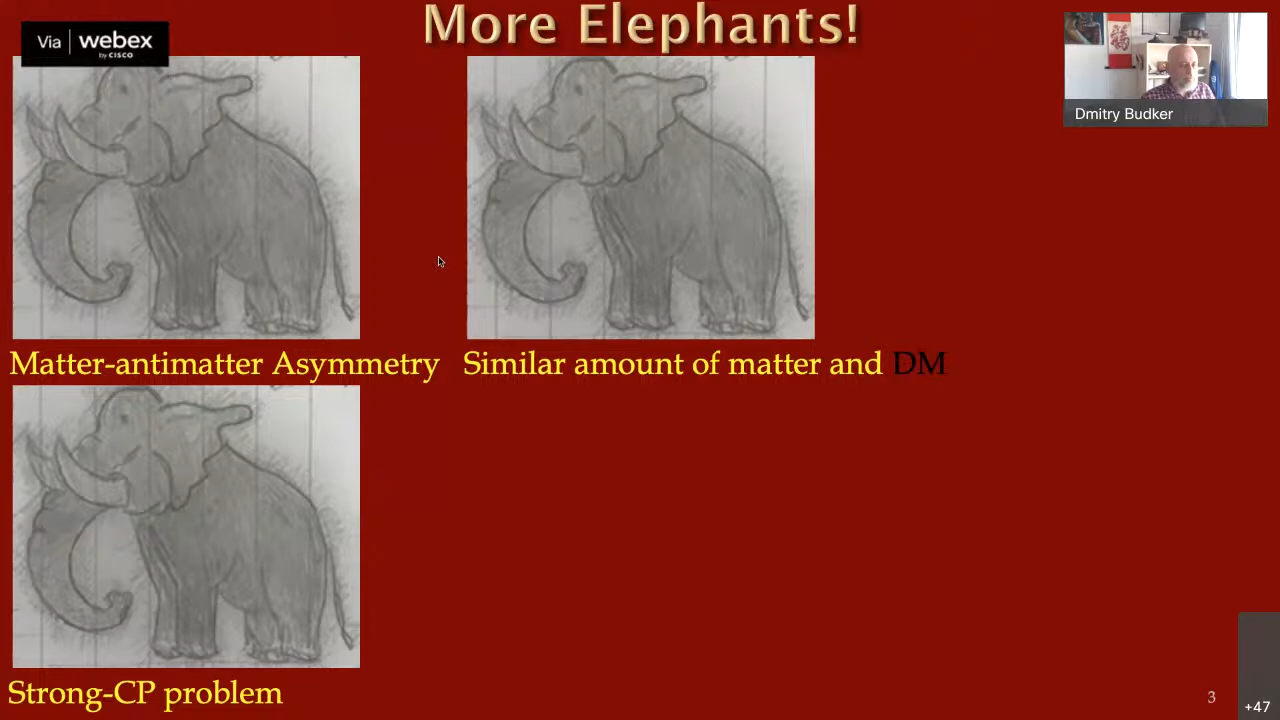 More Elephants!
Via | webex
by CISCO
Dmitry Budker
Matter-antimatter Asymmetry
Similar amount of matter and DM
Strong-CP problem
3
+47